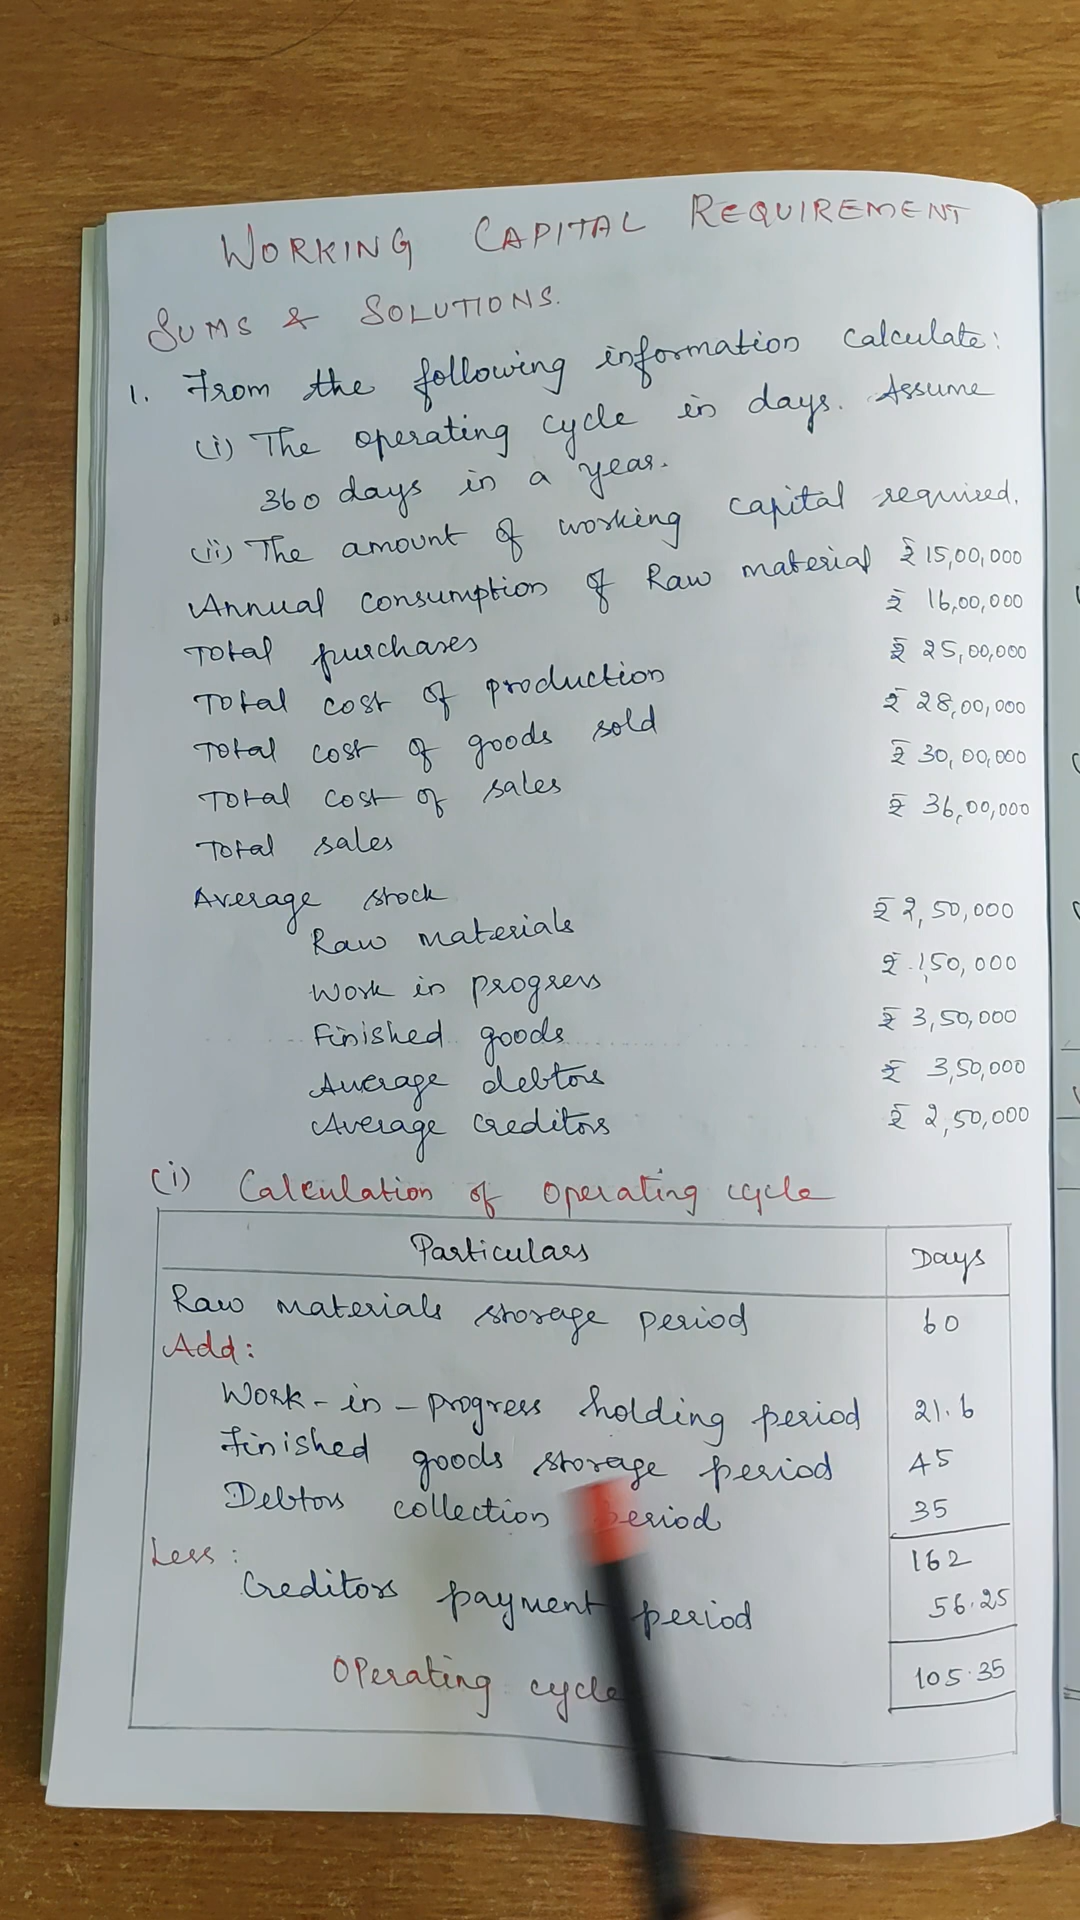 WORKING CAPITAL REQUIREMENT
SUMS & SOLUTIONS.
1. From the following information calculate:
(i) The operating cycle in days. Assume
360 days in a year.
(ii) The amount of working capital required.
Annual consumption of Raw material ₹ 15,00,000
Total purchases ₹ 16,00,000
Total cost of production ₹ 25,00,000
Total cost of goods sold ₹ 28,00,000
Total cost of sales ₹ 30,00,000
Total sales ₹ 36,00,000
Average stock
Raw materials ₹ 2,50,000
Work in progress ₹ 1,50,000
Finished goods ₹ 3,50,000
Average debtors ₹ 3,50,000
Average creditors ₹ 2,50,000
(i) Calculation of operating cycle
Particulars Days
Raw materials storage period 60
Add:
Work-in-progress holding period 21.6
Finished goods storage period 45
Debtors collection period 35
Less: 162
Creditors payment period 56.25
Operating cycle 105.35